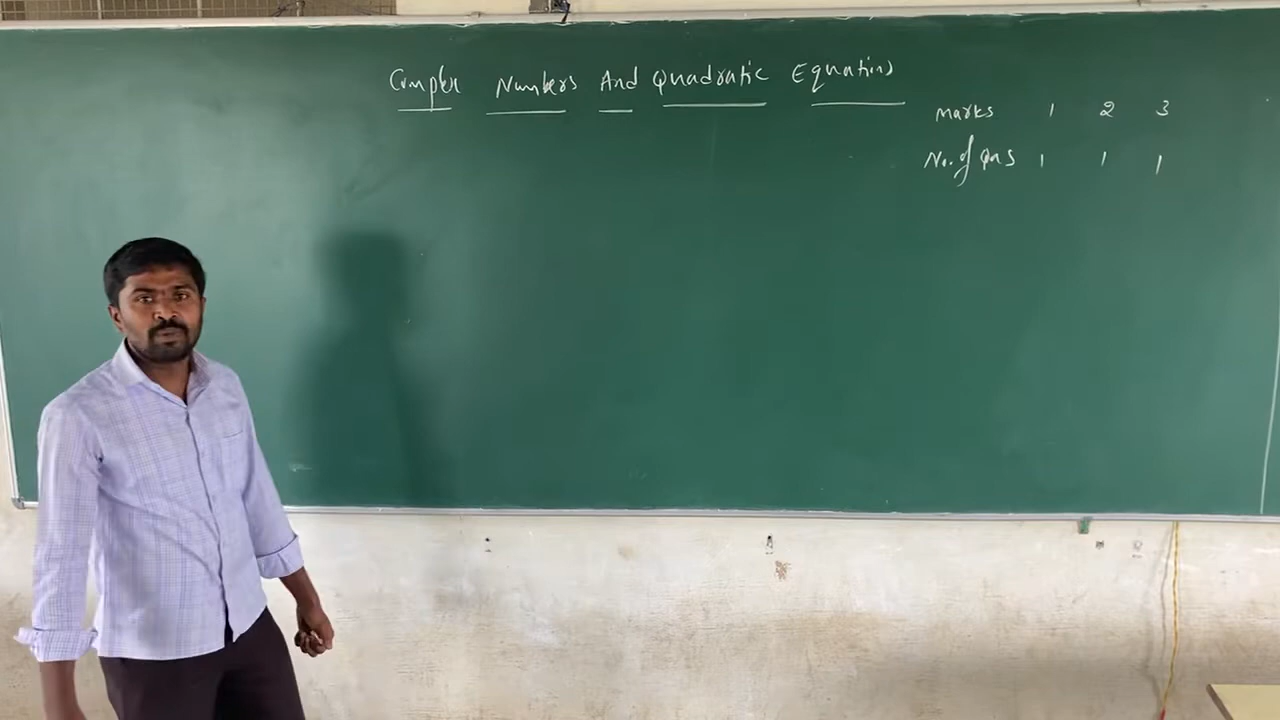 Complex Numbers And Quadratic Equations
Marks 1 2 3
No. of Qns 1 1 1